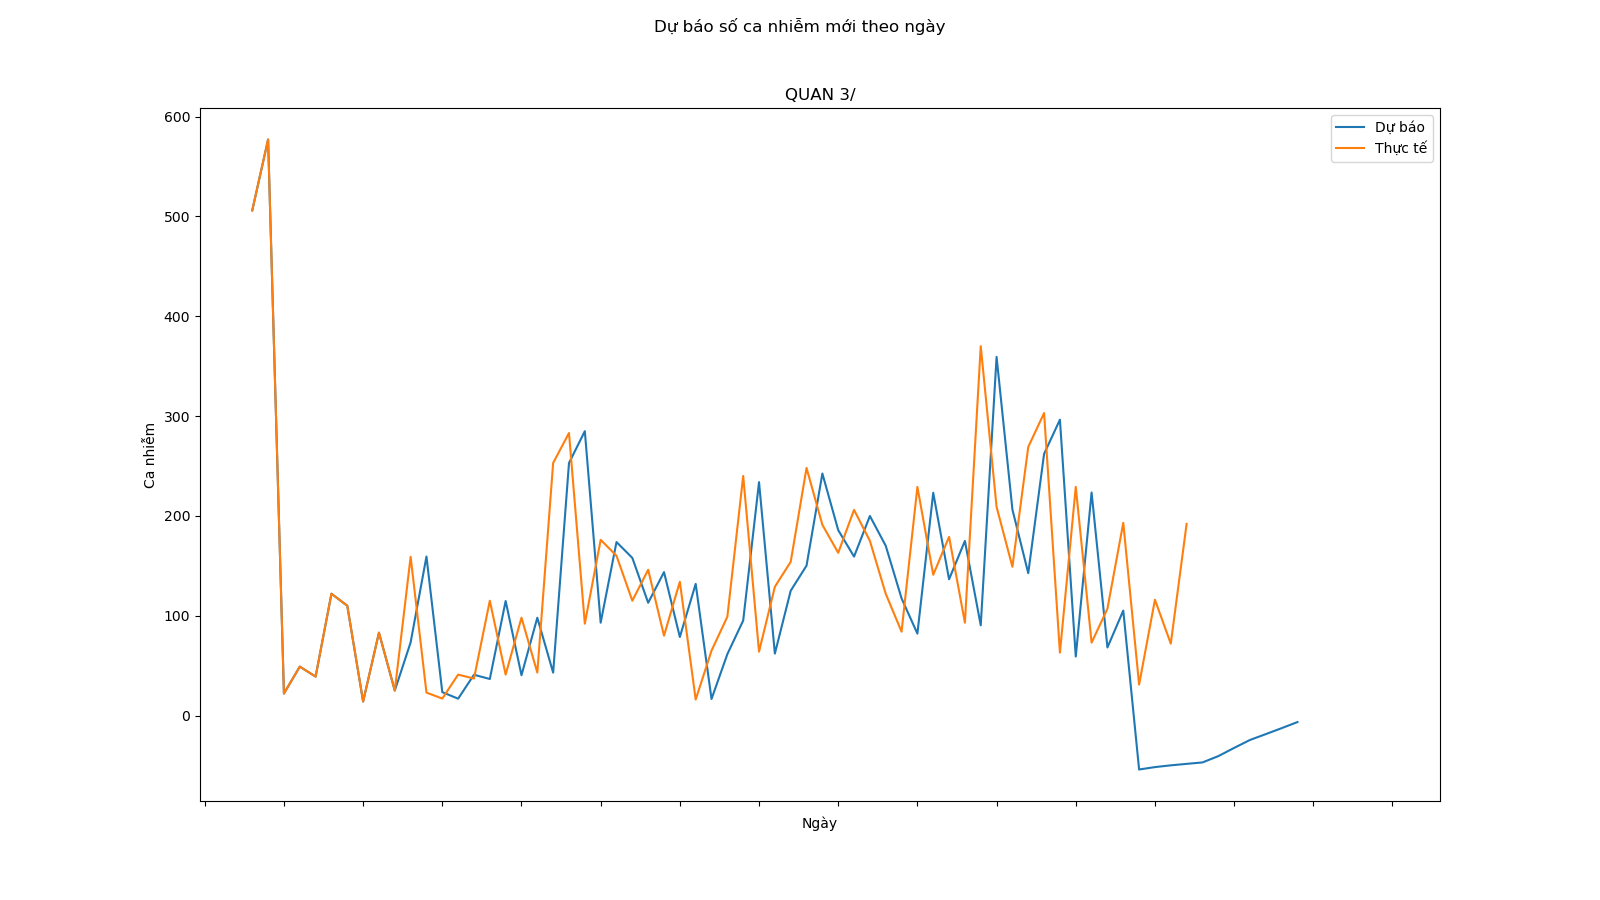 Dự báo số ca nhiễm mới theo ngày
QUAN 3/
600
500
400
300
200
100
0
Ca nhiễm
Dự báo
Thực tế
Ngày